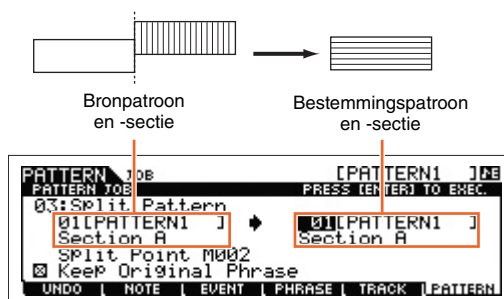 Bronpatroon
en -sectie
Bestemmingspatroon
en -sectie
PATTERN JOB [PATTERN1 ]
PATTERN JOB PRESS [ENTER] TO EXEC.
03:Split Pattern
01[PATTERN1 ] 01[PATTERN1 ]
Section A Section A
Split Point M002
Keep Original Phrase
UNDO NOTE EVENT PHRASE TRACK PATTERN